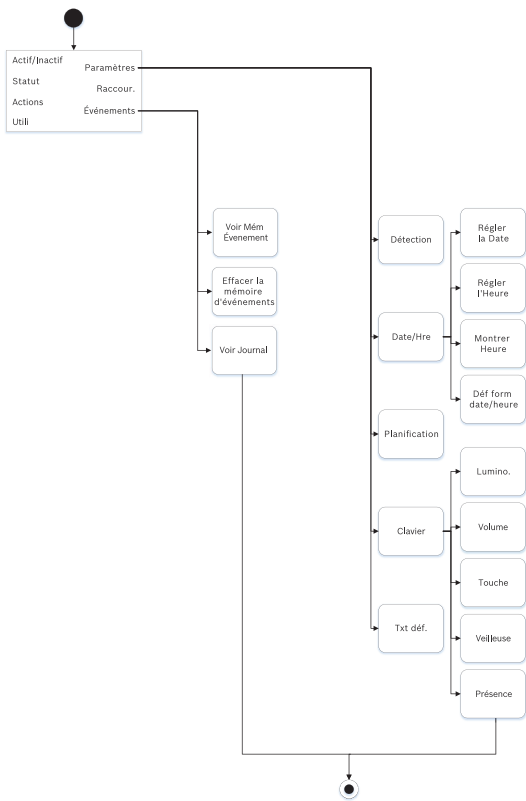 Actif/Inactif
Statut
Actions
Utili
Paramètres
Raccour.
Événements
Voir Mém
Évenement
Effacer la
mémoire
d'événements
Voir Journal
Détection
Date/Hre
Planification
Clavier
Txt déf.
Régler
la Date
Régler
l'Heure
Montrer
Heure
Déf form
date/heure
Lumino.
Volume
Touche
Veilleuse
Présence